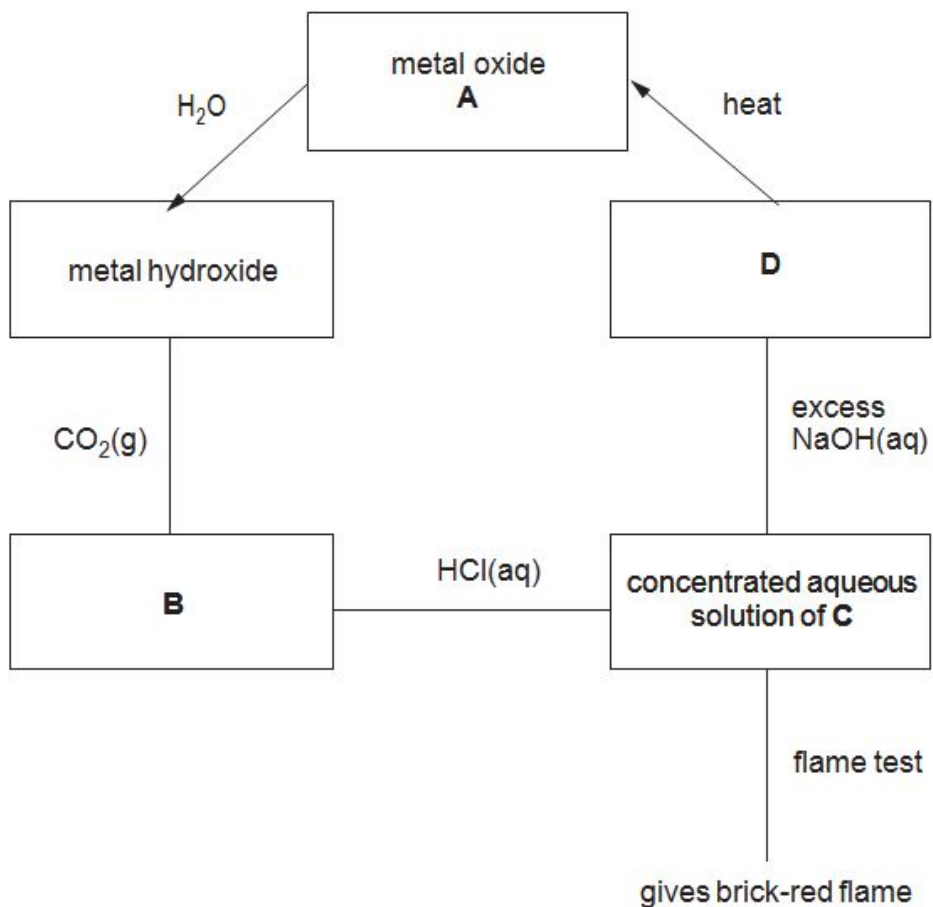 metal oxide
A
H₂O
heat
metal hydroxide
D
CO₂(g)
excess
NaOH(aq)
B
HCl(aq)
concentrated aqueous
solution of C
flame test
gives brick-red flame